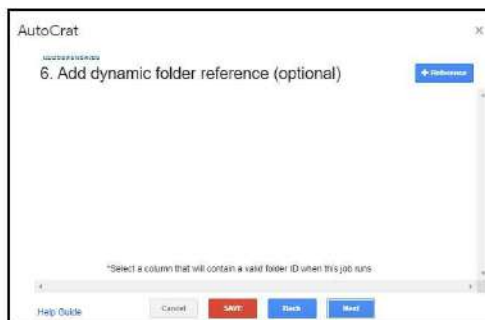 AutoCrat
×
6. Add dynamic folder reference (optional)
+ Reference
*Select a column that will contain a valid folder ID when this job runs
Help Guide
Cancel
SAVE
Back
Next